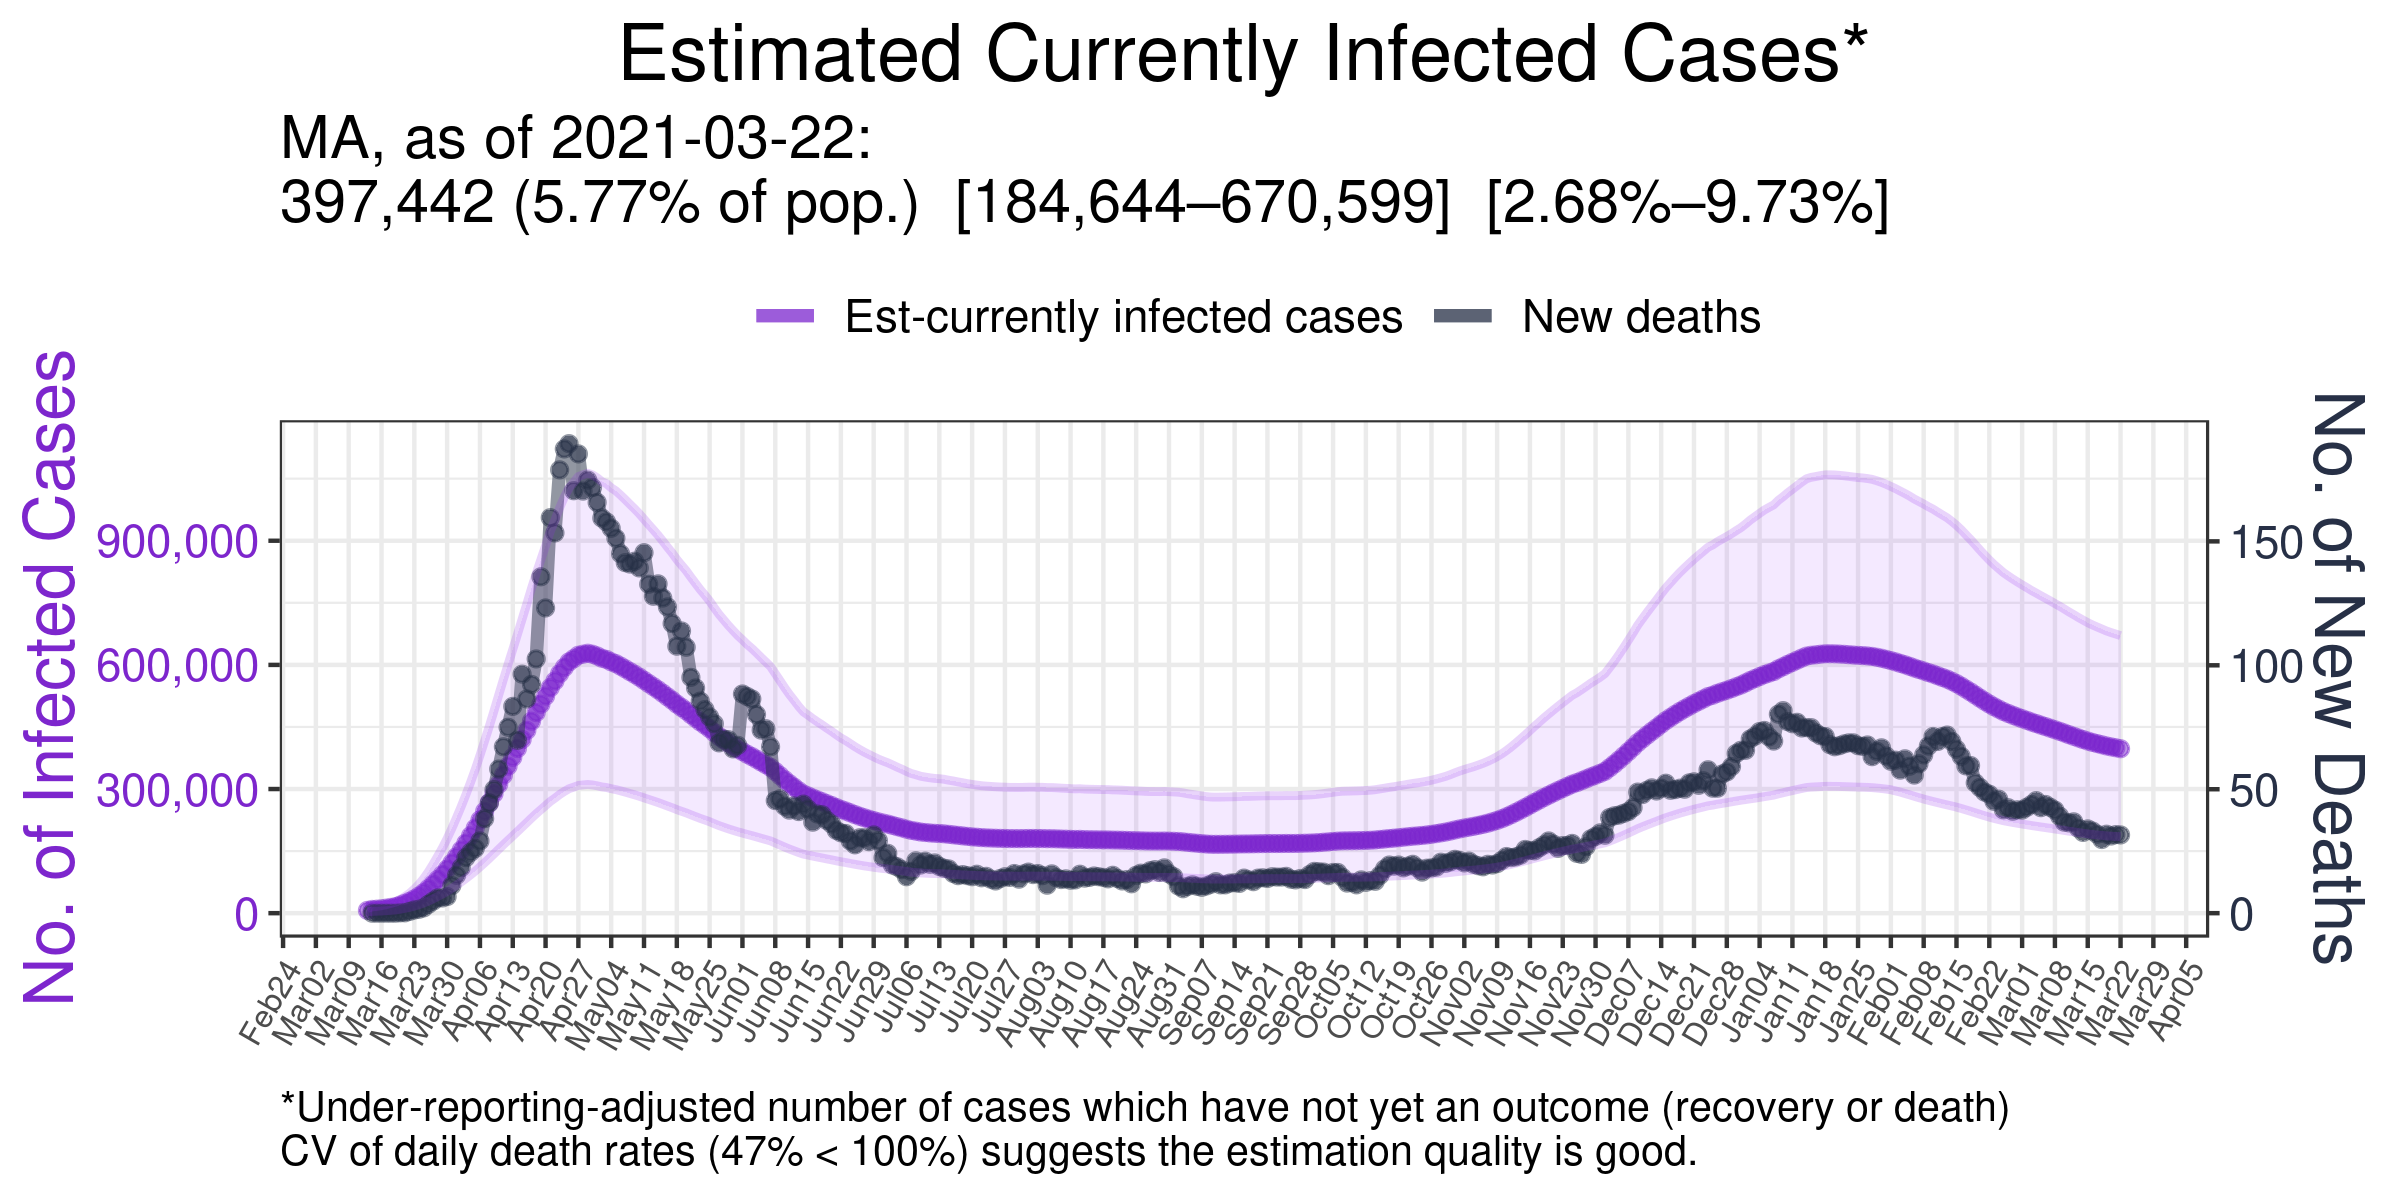 Estimated Currently Infected Cases*
MA, as of 2021-03-22:
397,442 (5.77% of pop.)  [184,644–670,599]  [2.68%–9.73%]
Est-currently infected cases
New deaths
No. of Infected Cases
900,000
600,000
300,000
0
No. of New Deaths
150
100
50
0
Feb24
Mar02
Mar09
Mar16
Mar23
Mar30
Apr06
Apr13
Apr20
Apr27
May04
May11
May18
May25
Jun01
Jun08
Jun15
Jun22
Jun29
Jul06
Jul13
Jul20
Jul27
Aug03
Aug10
Aug17
Aug24
Aug31
Sep07
Sep14
Sep21
Sep28
Oct05
Oct12
Oct19
Oct26
Nov02
Nov09
Nov16
Nov23
Nov30
Dec07
Dec14
Dec21
Dec28
Jan04
Jan11
Jan18
Jan25
Feb01
Feb08
Feb15
Feb22
Mar01
Mar08
Mar15
Mar22
Mar29
Apr05
*Under-reporting-adjusted number of cases which have not yet an outcome (recovery or death)
CV of daily death rates (47% < 100%) suggests the estimation quality is good.